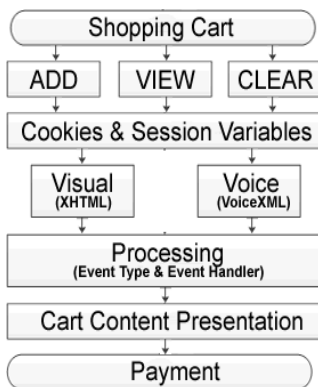 Shopping Cart
ADD VIEW CLEAR
Cookies & Session Variables
Visual Voice
(XHTML) (VoiceXML)
Processing
(Event Type & Event Handler)
Cart Content Presentation
Payment